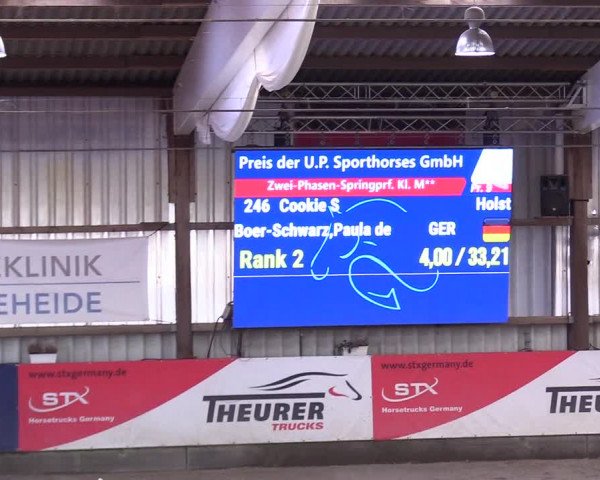 Preis der U.P. Sporthorses GmbH
Zwei-Phasen-Springprf. Kl. M**
246 Cookie S Holst
Boer-Schwarz,Paula de GER
Rank 2 4,00 / 33,21
KLINIK
EHEIDE
www.stxgermany.de
STX
Horsetrucks Germany
THEURER
TRUCKS
www.stxgermany.de
STX
Horsetrucks Germany
THEU